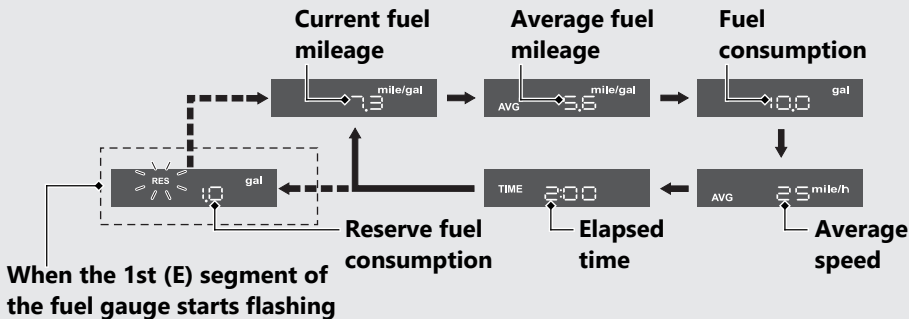 Current fuel
mileage
Average fuel
mileage
Fuel
consumption
mile/gal
7.3
mile/gal
AVG 5.6
gal
10.0
RES gal
1.0
TIME 2:00
AVG 25 mile/h
Reserve fuel
consumption
Elapsed
time
Average
speed
When the 1st (E) segment of
the fuel gauge starts flashing